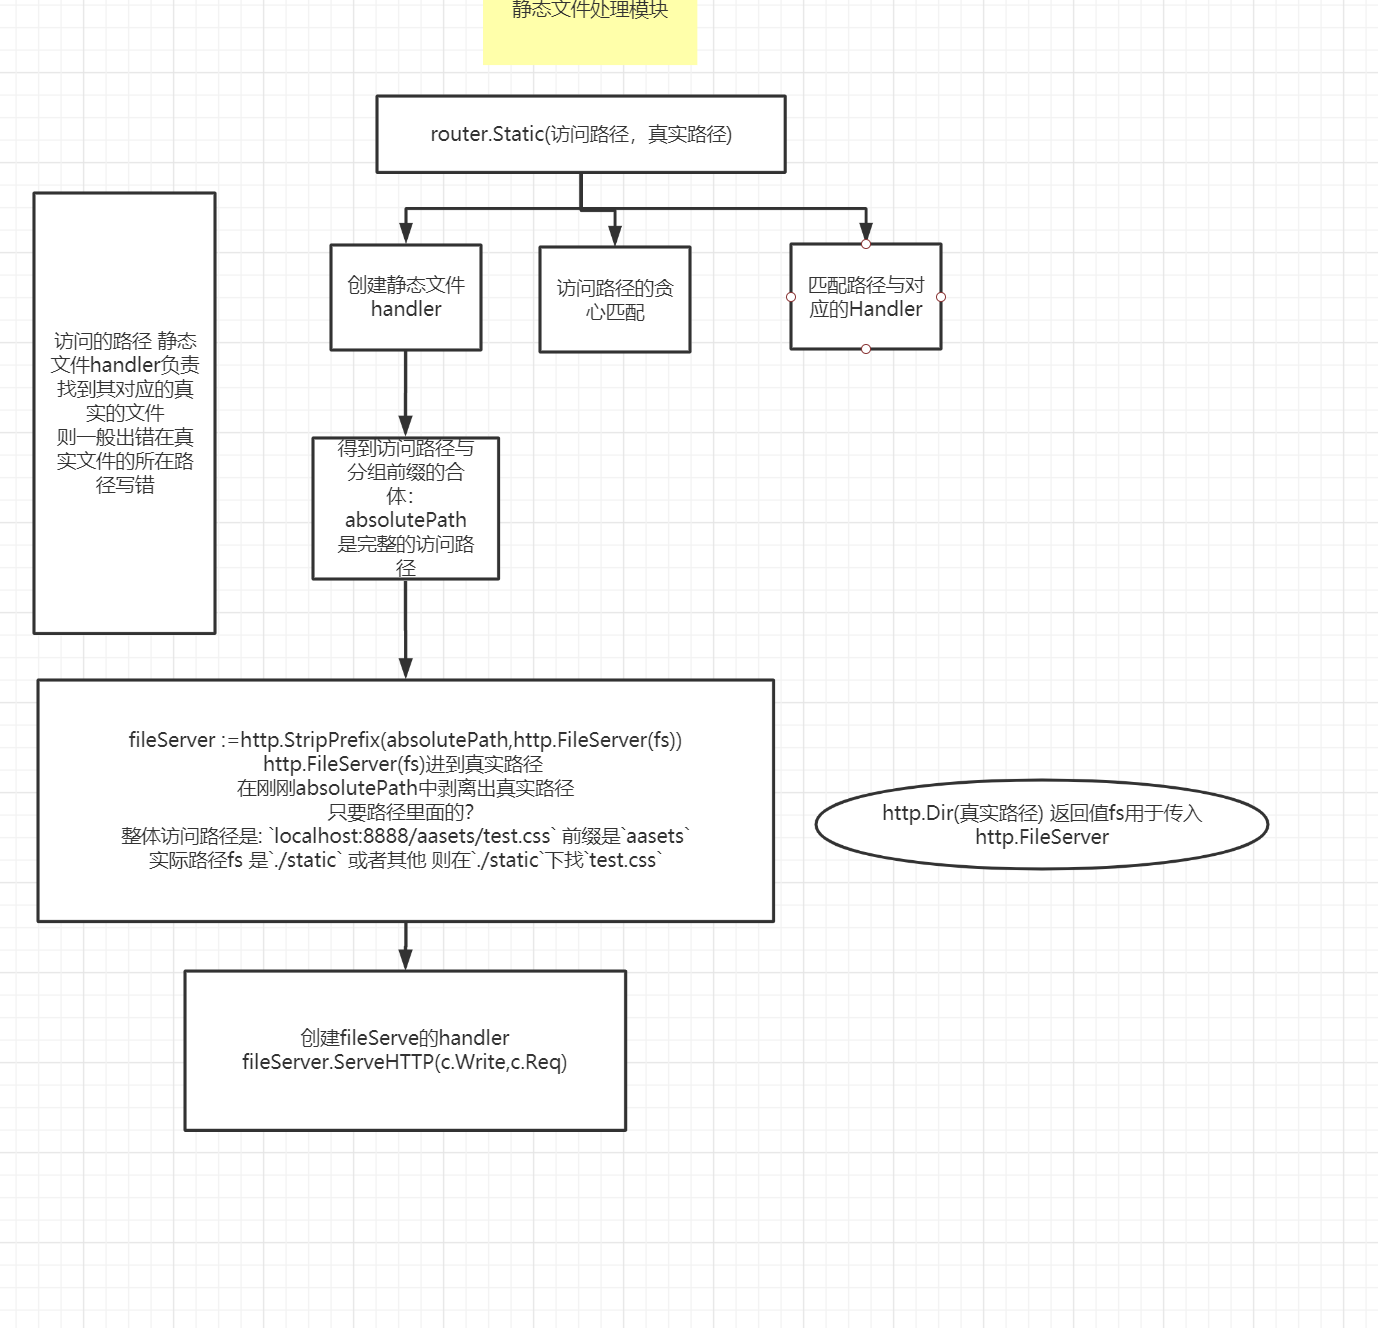 静态文件处理模块
router.Static(访问路径，真实路径)
创建静态文件
handler
访问路径的贪
心匹配
匹配路径与对
应的Handler
访问的路径 静态
文件handler负责
找到其对应的真
实的文件
则一般出错在真
实文件的所在路
径写错
得到访问路径与
分组前缀的合
体：
absolutePath
是完整的访问路
径
fileServer :=http.StripPrefix(absolutePath,http.FileServer(fs))
http.FileServer(fs)进到真实路径
在刚刚absolutePath中剥离出真实路径
只要路径里面的？
整体访问路径是: `localhost:8888/aasets/test.css` 前缀是`aasets`
实际路径fs 是`./static` 或者其他 则在`./static`下找`test.css`
http.Dir(真实路径) 返回值fs用于传入
http.FileServer
创建fileServe的handler
fileServer.ServeHTTP(c.Write,c.Req)